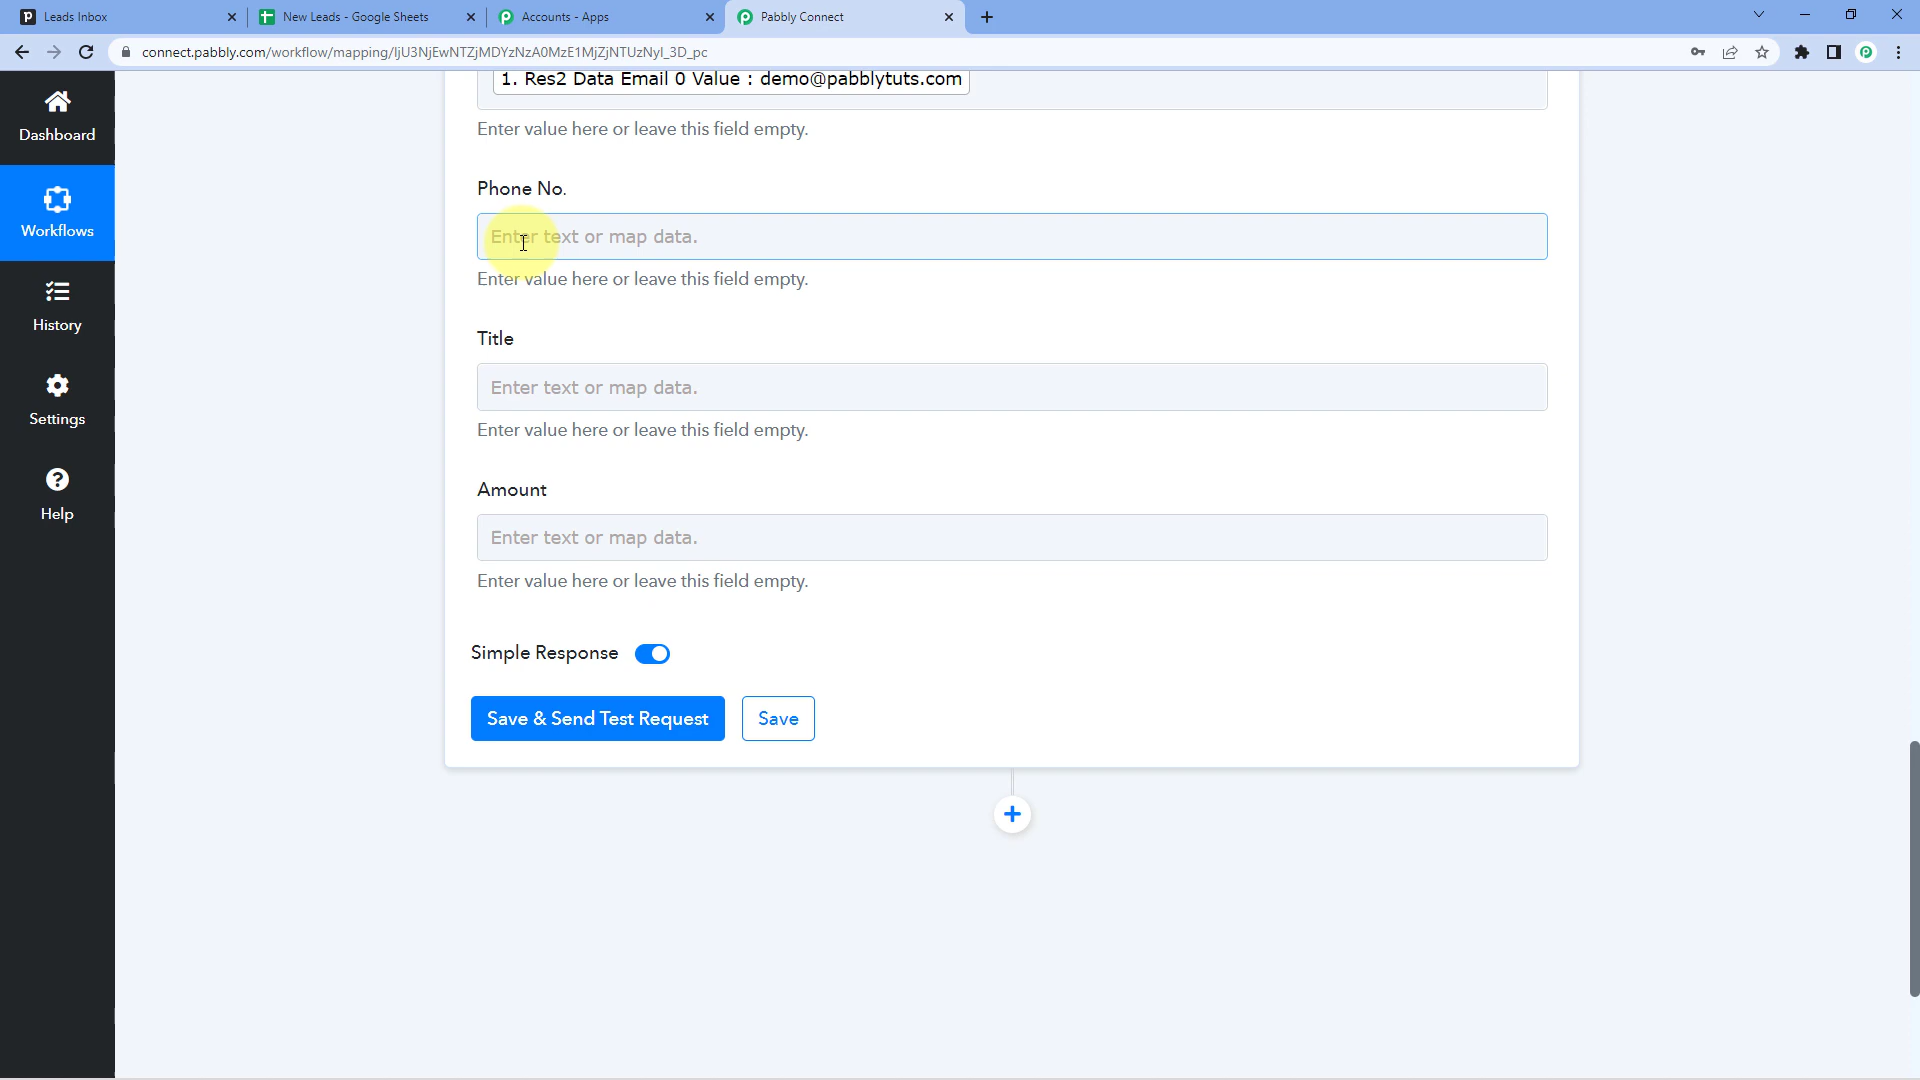 Leads Inbox
New Leads - Google Sheets
Accounts - Apps
Pabbly Connect
connect.pabbly.com/workflow/mapping/IjU3NjEwNTZjMDYzNzA0MzE1MjZjNTUzNyI_3D_pc
Dashboard
Workflows
History
Settings
Help
1. Res2 Data Email 0 Value : demo@pabblytuts.com
Enter value here or leave this field empty.
Phone No.
Enter text or map data.
Enter value here or leave this field empty.
Title
Enter text or map data.
Enter value here or leave this field empty.
Amount
Enter text or map data.
Enter value here or leave this field empty.
Simple Response
Save & Send Test Request
Save